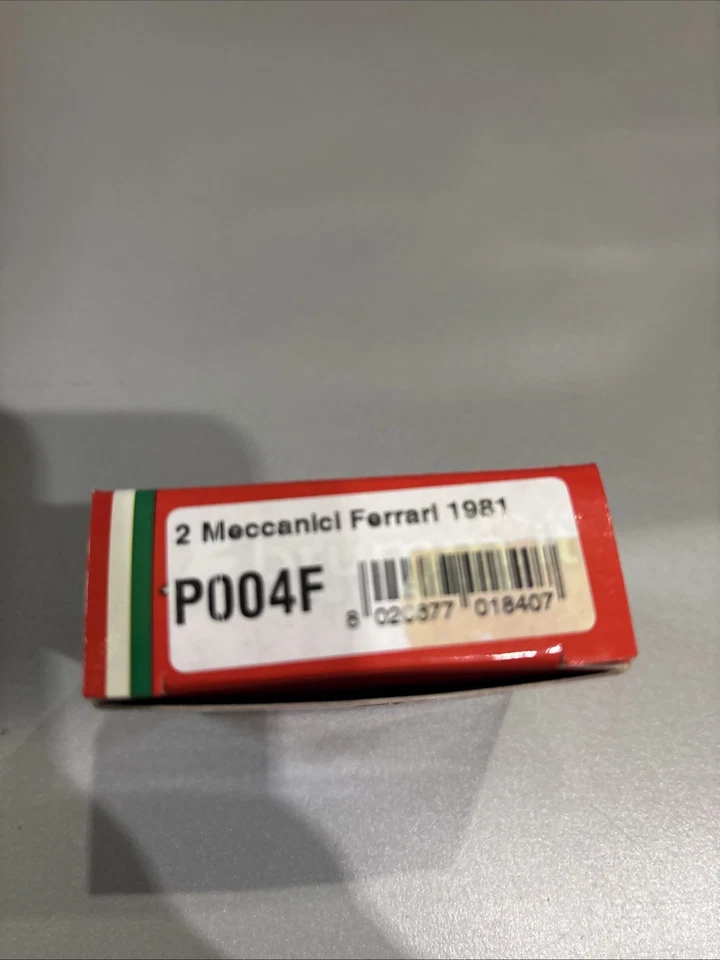 2 Meccanici Ferrari 1981
P004F
8 020677 018407